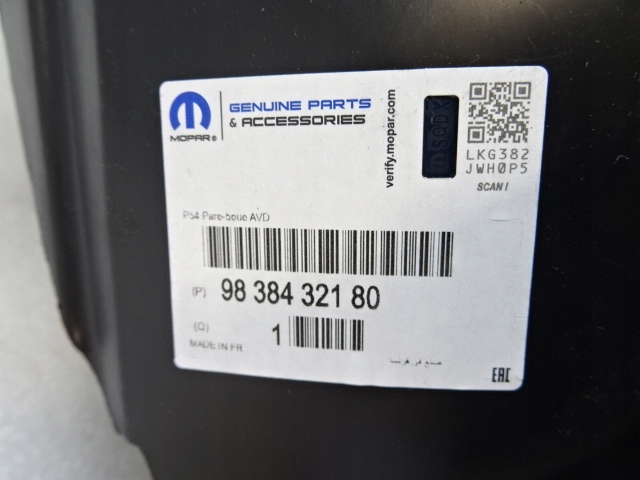 MOPAR®
GENUINE PARTS
& ACCESSORIES
verify.mopar.com
LKG382
JWH0P5
SCAN !
P54 Pare-boue AVD
(P) 98 384 321 80
(Q) 1
MADE IN FR
صنع في فرنسا
EAC